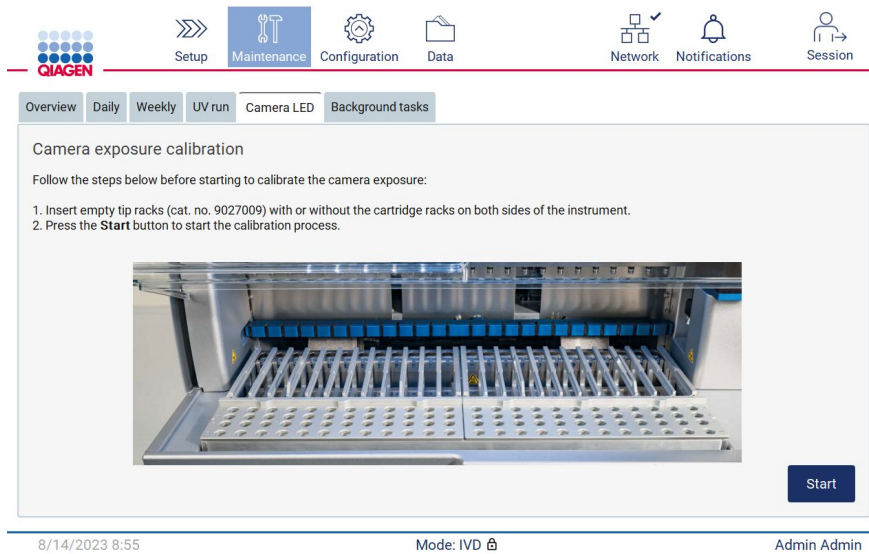 QIAGEN
Setup
Maintenance
Configuration
Data
Network
Notifications
Session
Overview
Daily
Weekly
UV run
Camera LED
Background tasks
Camera exposure calibration
Follow the steps below before starting to calibrate the camera exposure:
1. Insert empty tip racks (cat. no. 9027009) with or without the cartridge racks on both sides of the instrument.
2. Press the Start button to start the calibration process.
Start
8/14/2023 8:55
Mode: IVD
Admin Admin